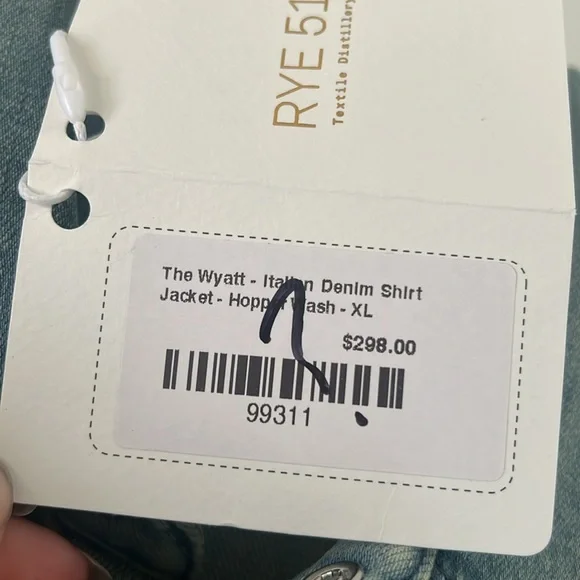 RYE 51
Textile Distillery
The Wyatt - Italian Denim Shirt
Jacket - Hopper Wash - XL
$298.00
99311